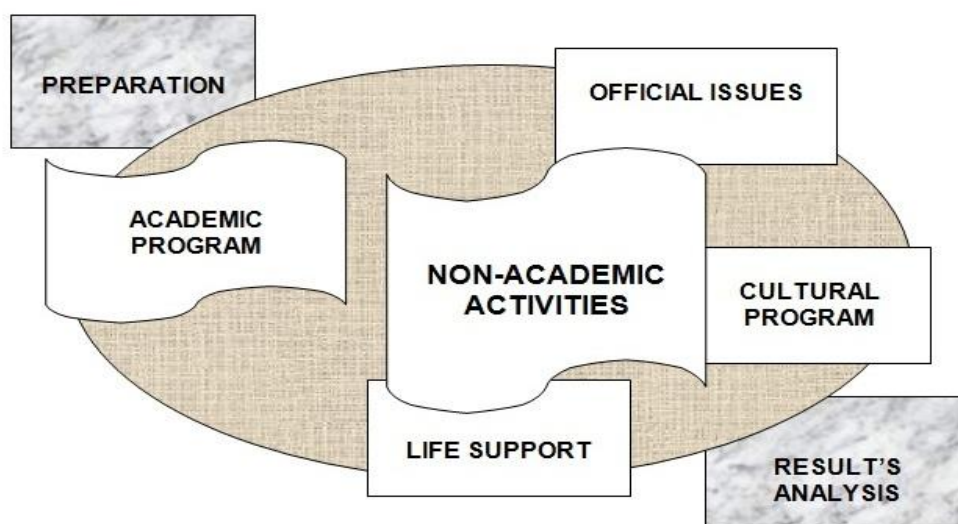 PREPARATION
OFFICIAL ISSUES
ACADEMIC
PROGRAM
NON-ACADEMIC
ACTIVITIES
CULTURAL
PROGRAM
LIFE SUPPORT
RESULT'S
ANALYSIS